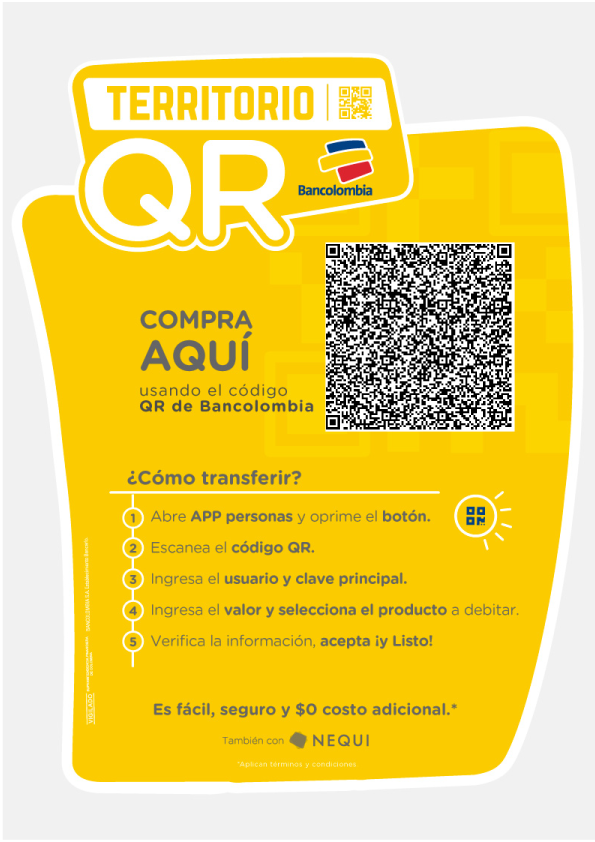 TERRITORIO
QR
Bancolombia
COMPRA
AQUÍ
usando el código
QR de Bancolombia
¿Cómo transferir?
1 Abre APP personas y oprime el botón.
2 Escanea el código QR.
3 Ingresa el usuario y clave principal.
4 Ingresa el valor y selecciona el producto a debitar.
5 Verifica la información, acepta ¡y Listo!
Es fácil, seguro y $0 costo adicional.*
También con NEQUI
*Aplican términos y condiciones